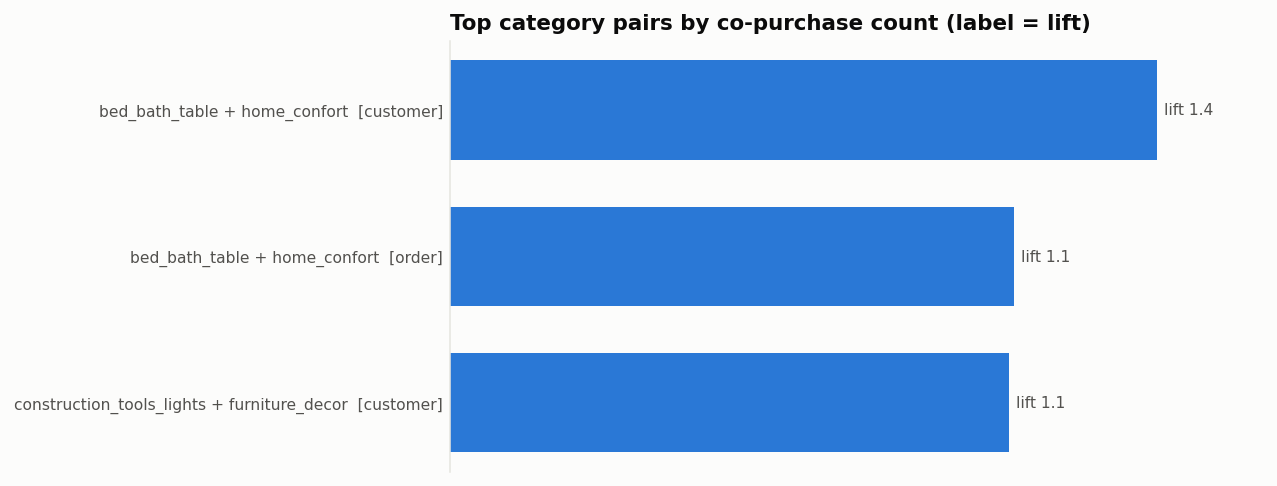 Top category pairs by co-purchase count (label = lift)
bed_bath_table + home_confort [customer]
lift 1.4
bed_bath_table + home_confort [order]
lift 1.1
construction_tools_lights + furniture_decor [customer]
lift 1.1